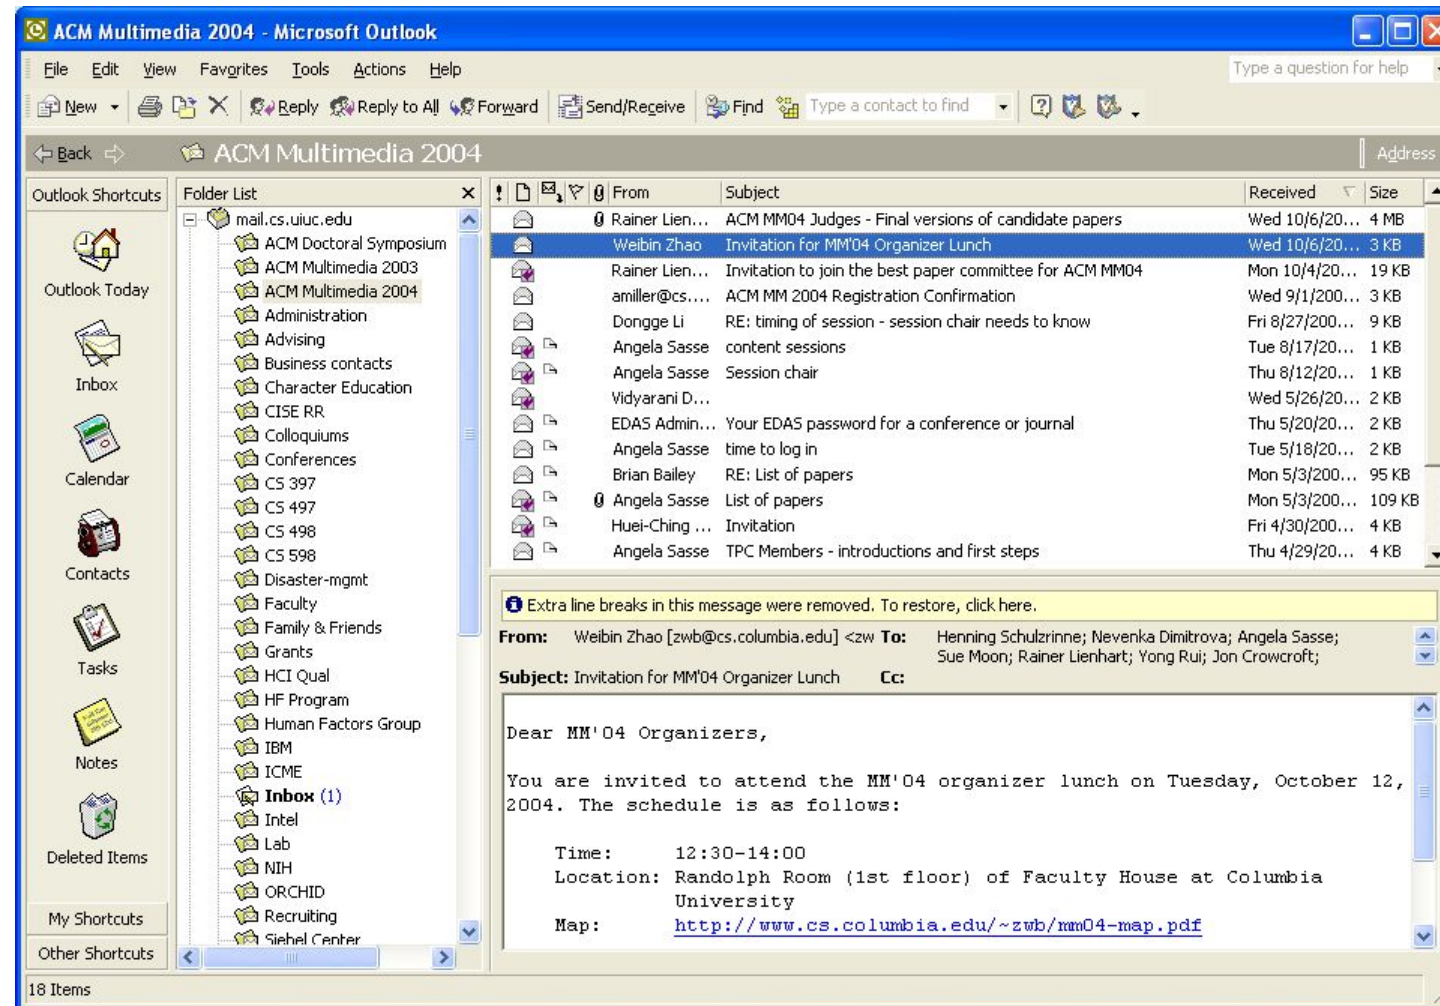 ACM Multimedia 2004 - Microsoft Outlook
File Edit View Favorites Tools Actions Help
Type a question for help
New Reply Reply to All Forward Send/Receive Find Type a contact to find
Back ACM Multimedia 2004 Address
Outlook Shortcuts
Outlook Today
Inbox
Calendar
Contacts
Tasks
Notes
Deleted Items
My Shortcuts
Other Shortcuts
Folder List
mail.cs.uiuc.edu
ACM Doctoral Symposium
ACM Multimedia 2003
ACM Multimedia 2004
Administration
Advising
Business contacts
Character Education
CISE RR
Colloquiums
Conferences
CS 397
CS 497
CS 498
CS 598
Disaster-mgmt
Faculty
Family & Friends
Grants
HCI Qual
HF Program
Human Factors Group
IBM
ICME
Inbox (1)
Intel
Lab
NIH
ORCHID
Recruiting
Siebel Center
! From Subject Received Size
Rainer Lien... ACM MM04 Judges - Final versions of candidate papers Wed 10/6/20... 4 MB
Weibin Zhao Invitation for MM'04 Organizer Lunch Wed 10/6/20... 3 KB
Rainer Lien... Invitation to join the best paper committee for ACM MM04 Mon 10/4/20... 19 KB
amiller@cs.... ACM MM 2004 Registration Confirmation Wed 9/1/200... 3 KB
Dongge Li RE: timing of session - session chair needs to know Fri 8/27/200... 9 KB
Angela Sasse content sessions Tue 8/17/20... 1 KB
Angela Sasse Session chair Thu 8/12/20... 1 KB
Vidyarani D... Wed 5/26/20... 2 KB
EDAS Admin... Your EDAS password for a conference or journal Thu 5/20/20... 2 KB
Angela Sasse time to log in Tue 5/18/20... 2 KB
Brian Bailey RE: List of papers Mon 5/3/200... 95 KB
Angela Sasse List of papers Mon 5/3/200... 109 KB
Huei-Ching ... Invitation Fri 4/30/200... 4 KB
Angela Sasse TPC Members - introductions and first steps Thu 4/29/20... 4 KB
Extra line breaks in this message were removed. To restore, click here.
From: Weibin Zhao [zwb@cs.columbia.edu] <zw To: Henning Schulzrinne; Nevenka Dimitrova; Angela Sasse;
Sue Moon; Rainer Lienhart; Yong Rui; Jon Crowcroft;
Subject: Invitation for MM'04 Organizer Lunch Cc:
Dear MM'04 Organizers,
You are invited to attend the MM'04 organizer lunch on Tuesday, October 12,
2004. The schedule is as follows:
Time: 12:30-14:00
Location: Randolph Room (1st floor) of Faculty House at Columbia
University
Map: http://www.cs.columbia.edu/~zwb/mm04-map.pdf
18 Items